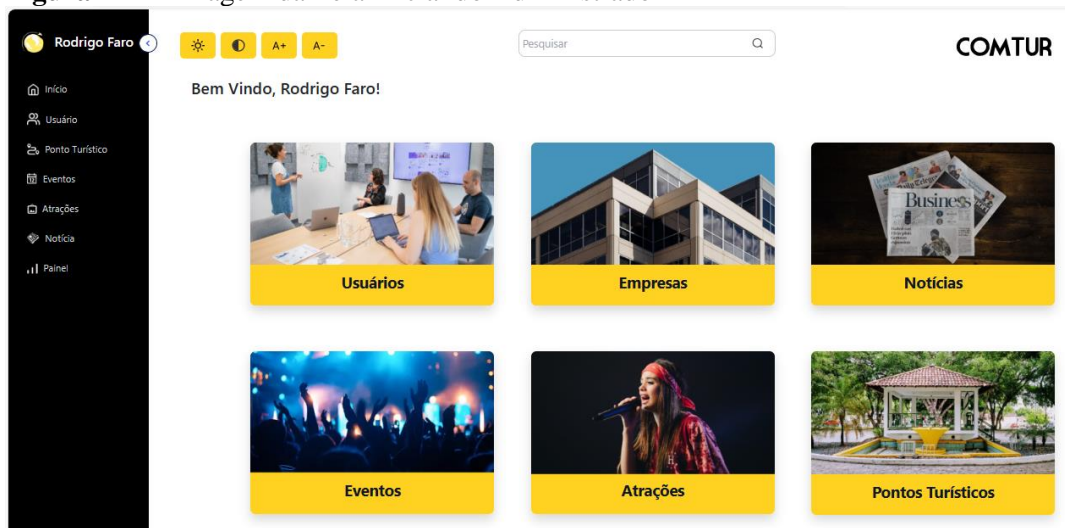 Rodrigo Faro
A+
A-
Pesquisar
COMTUR
Início
Usuário
Ponto Turístico
Eventos
Atrações
Notícia
Painel
Bem Vindo, Rodrigo Faro!
Business
Usuários
Empresas
Notícias
Eventos
Atrações
Pontos Turísticos